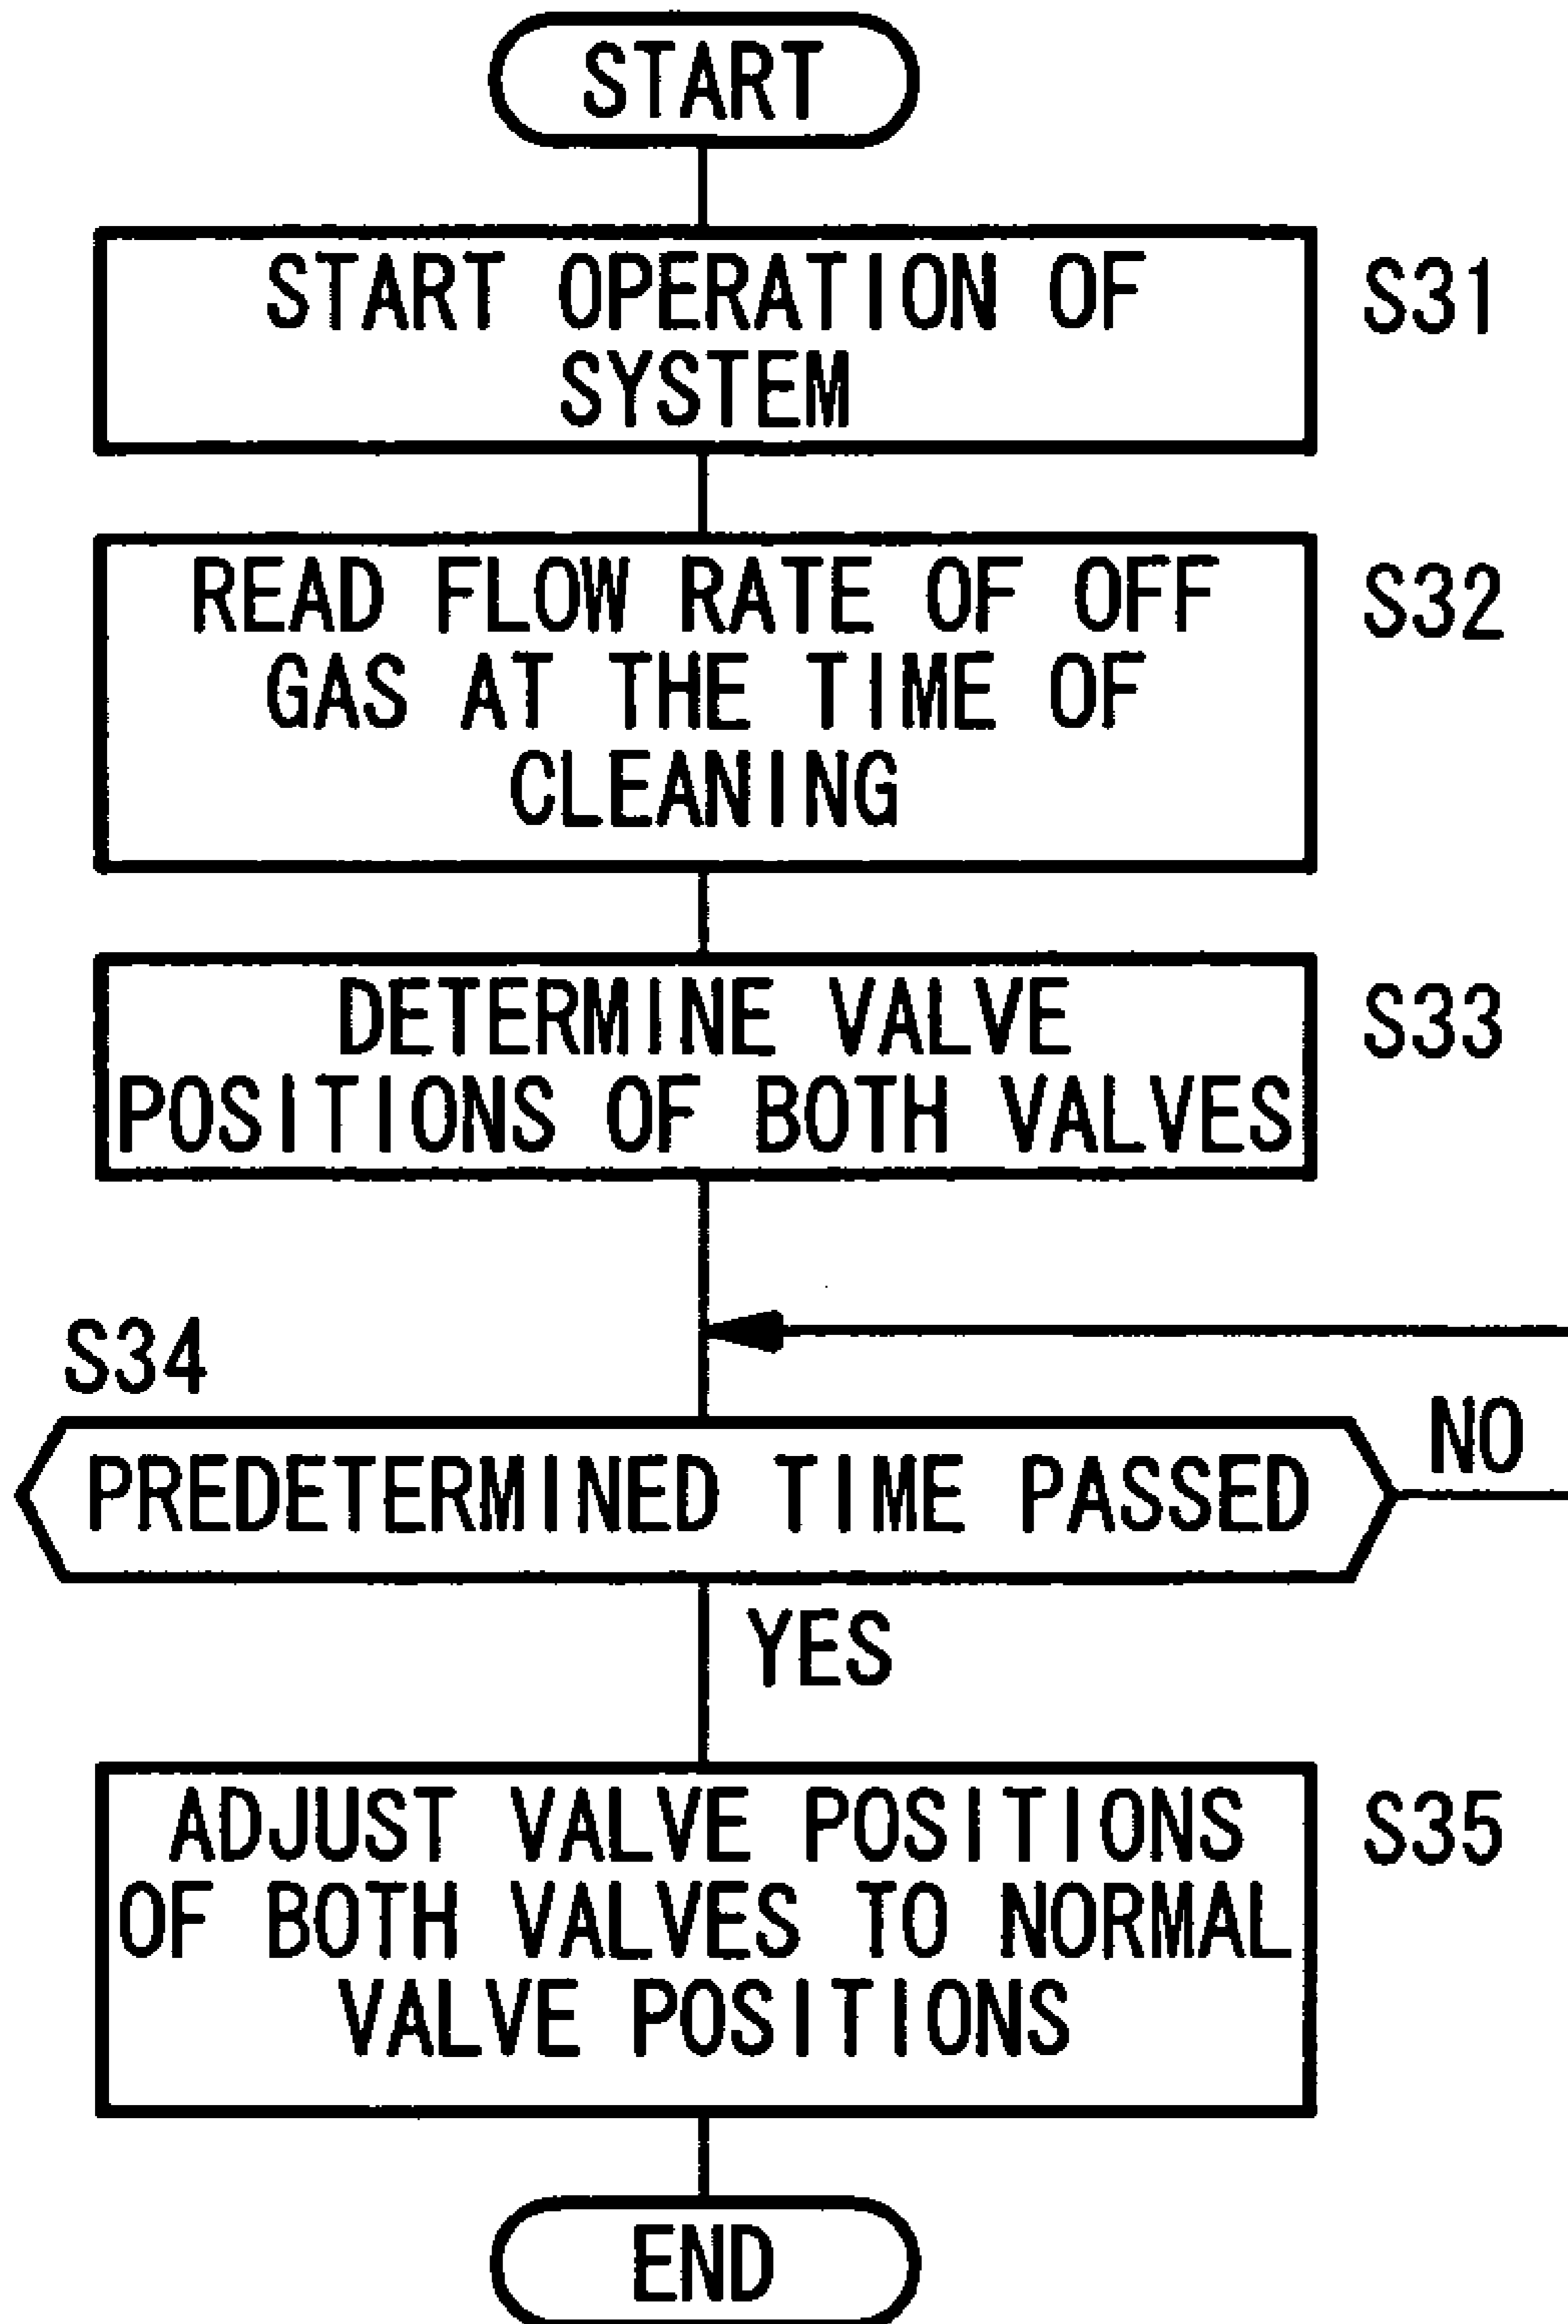 START
START OPERATION OF
SYSTEM
S31
READ FLOW RATE OF OFF
GAS AT THE TIME OF
CLEANING
S32
DETERMINE VALVE
POSITIONS OF BOTH VALVES
S33
S34
PREDETERMINED TIME PASSED
NO
YES
ADJUST VALVE POSITIONS
OF BOTH VALVES TO NORMAL
VALVE POSITIONS
S35
END